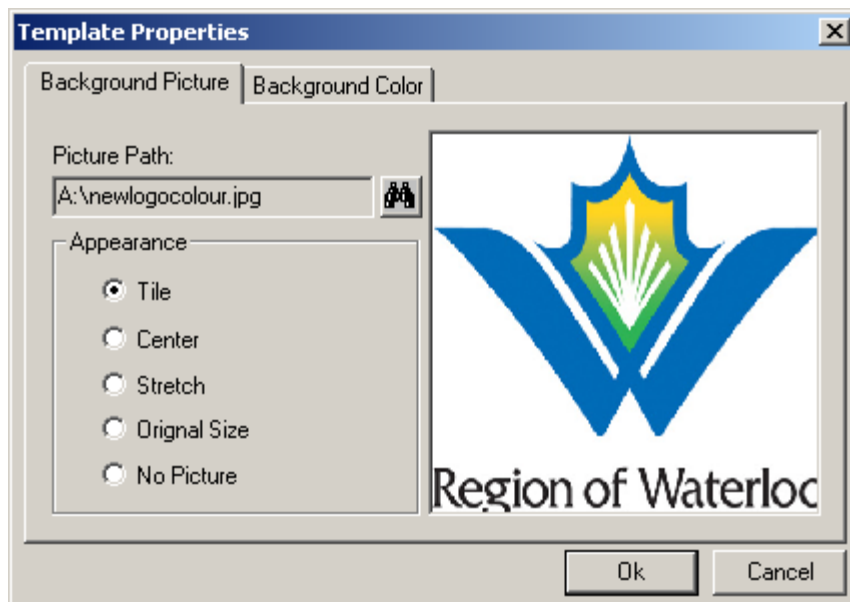 Template Properties
Background Picture
Background Color
Picture Path:
A:\newlogocolour.jpg
Appearance
Tile
Center
Stretch
Orignal Size
No Picture
Region of Waterloo
Ok
Cancel